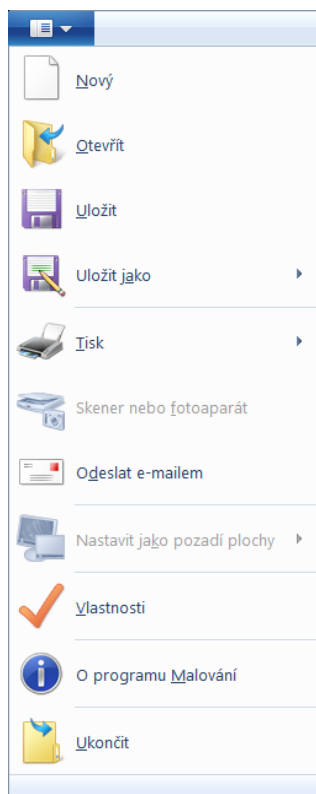 Nový
Otevřít
Uložit
Uložit jako
Tisk
Skener nebo fotoaparát
Odeslat e-mailem
Nastavit jako pozadí plochy
Vlastnosti
O programu Malování
Ukončit